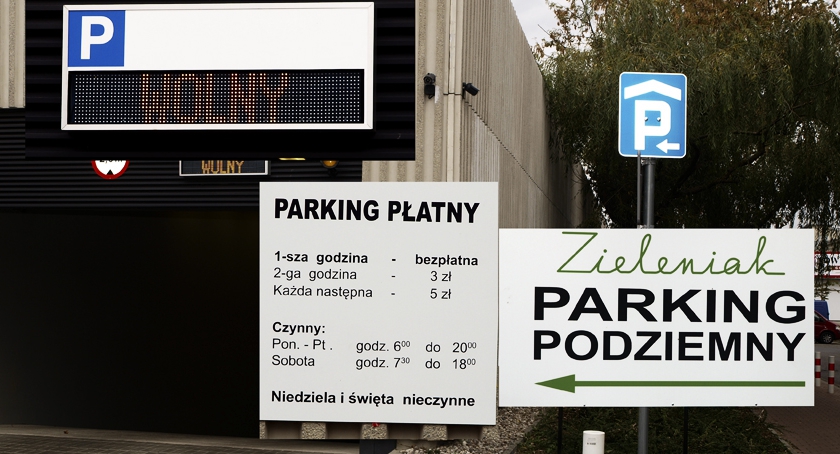 P
WOLNY
WOLNY
P
PARKING PŁATNY
1-sza godzina - bezpłatna
2-ga godzina - 3 zł
Każda następna - 5 zł
Czynny:
Pon. - Pt . godz. 6⁰⁰ do 20⁰⁰
Sobota godz. 7³⁰ do 18⁰⁰
Niedziela i święta nieczynne
Zieleniak
PARKING
PODZIEMNY